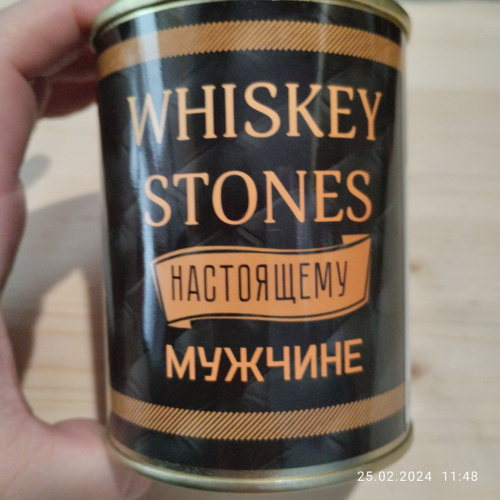 WHISKEY
STONES
НАСТОЯЩЕМУ
МУЖЧИНЕ
25.02.2024 11:48